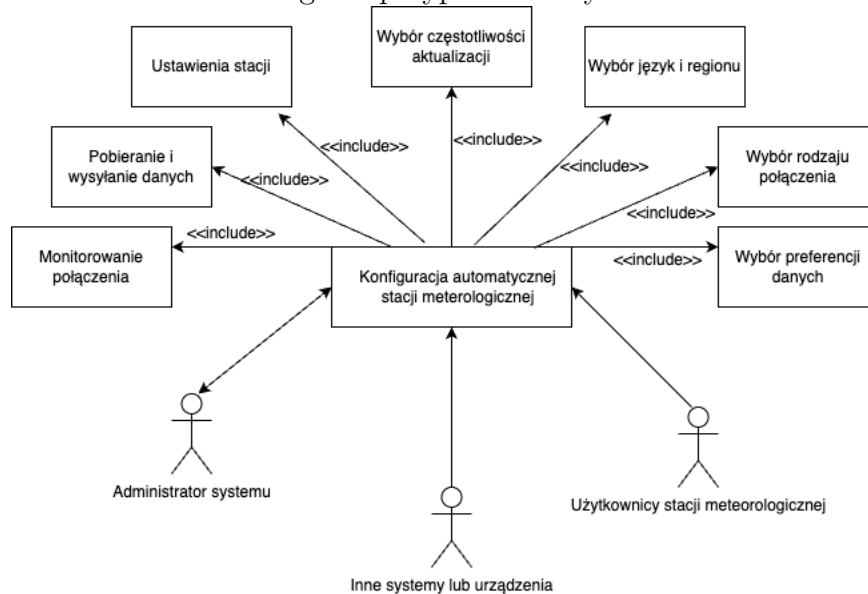 Wybór częstotliwości
aktualizacji
Ustawienia stacji
Wybór język i regionu
<<include>>
<<include>>
<<include>>
Pobieranie i
wysyłanie danych
Wybór rodzaju
połączenia
<<include>>
<<include>>
<<include>>
Monitorowanie
połączenia
<<include>>
<<include>>
Wybór preferencji
danych
Konfiguracja automatycznej
stacji meterologicznej
Administrator systemu
Użytkownicy stacji meteorologicznej
Inne systemy lub urządzenia